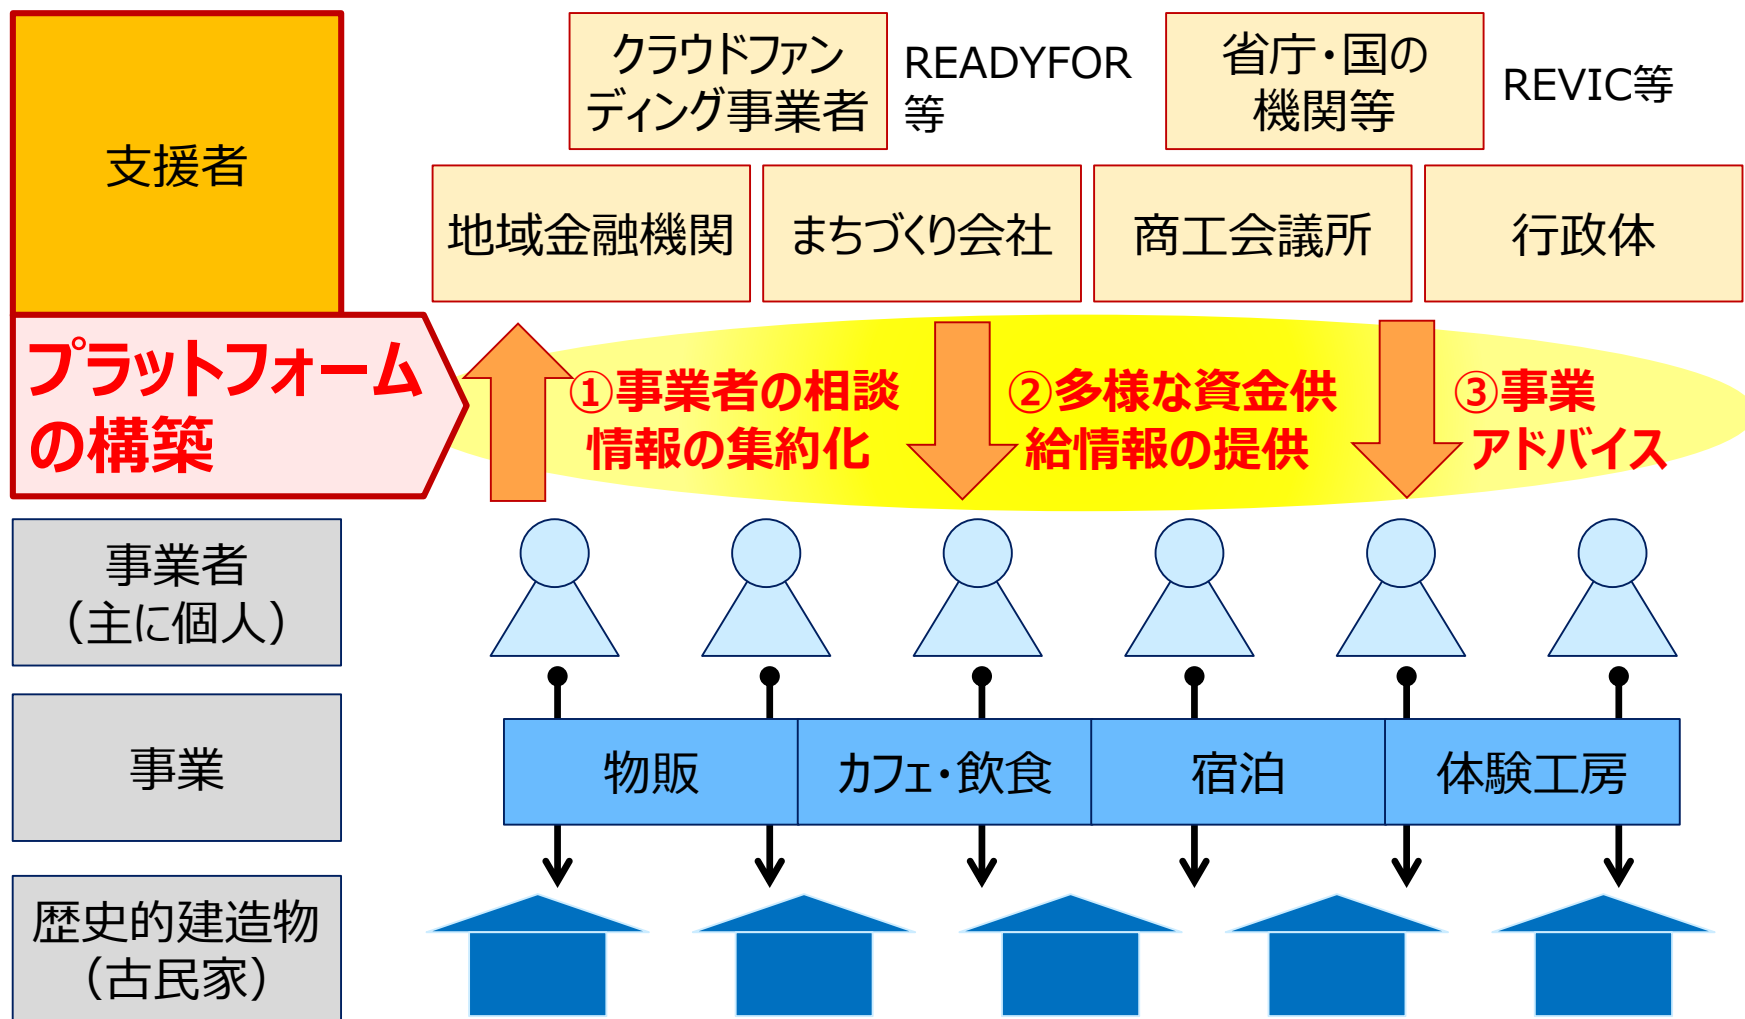 支援者
クラウドファン
ディング事業者
READYFOR
等
省庁・国の
機関等
REVIC等
地域金融機関
まちづくり会社
商工会議所
行政体
プラットフォーム
の構築
①事業者の相談
情報の集約化
②多様な資金供
給情報の提供
③事業
アドバイス
事業者
（主に個人）
事業
物販
カフェ・飲食
宿泊
体験工房
歴史的建造物
（古民家）